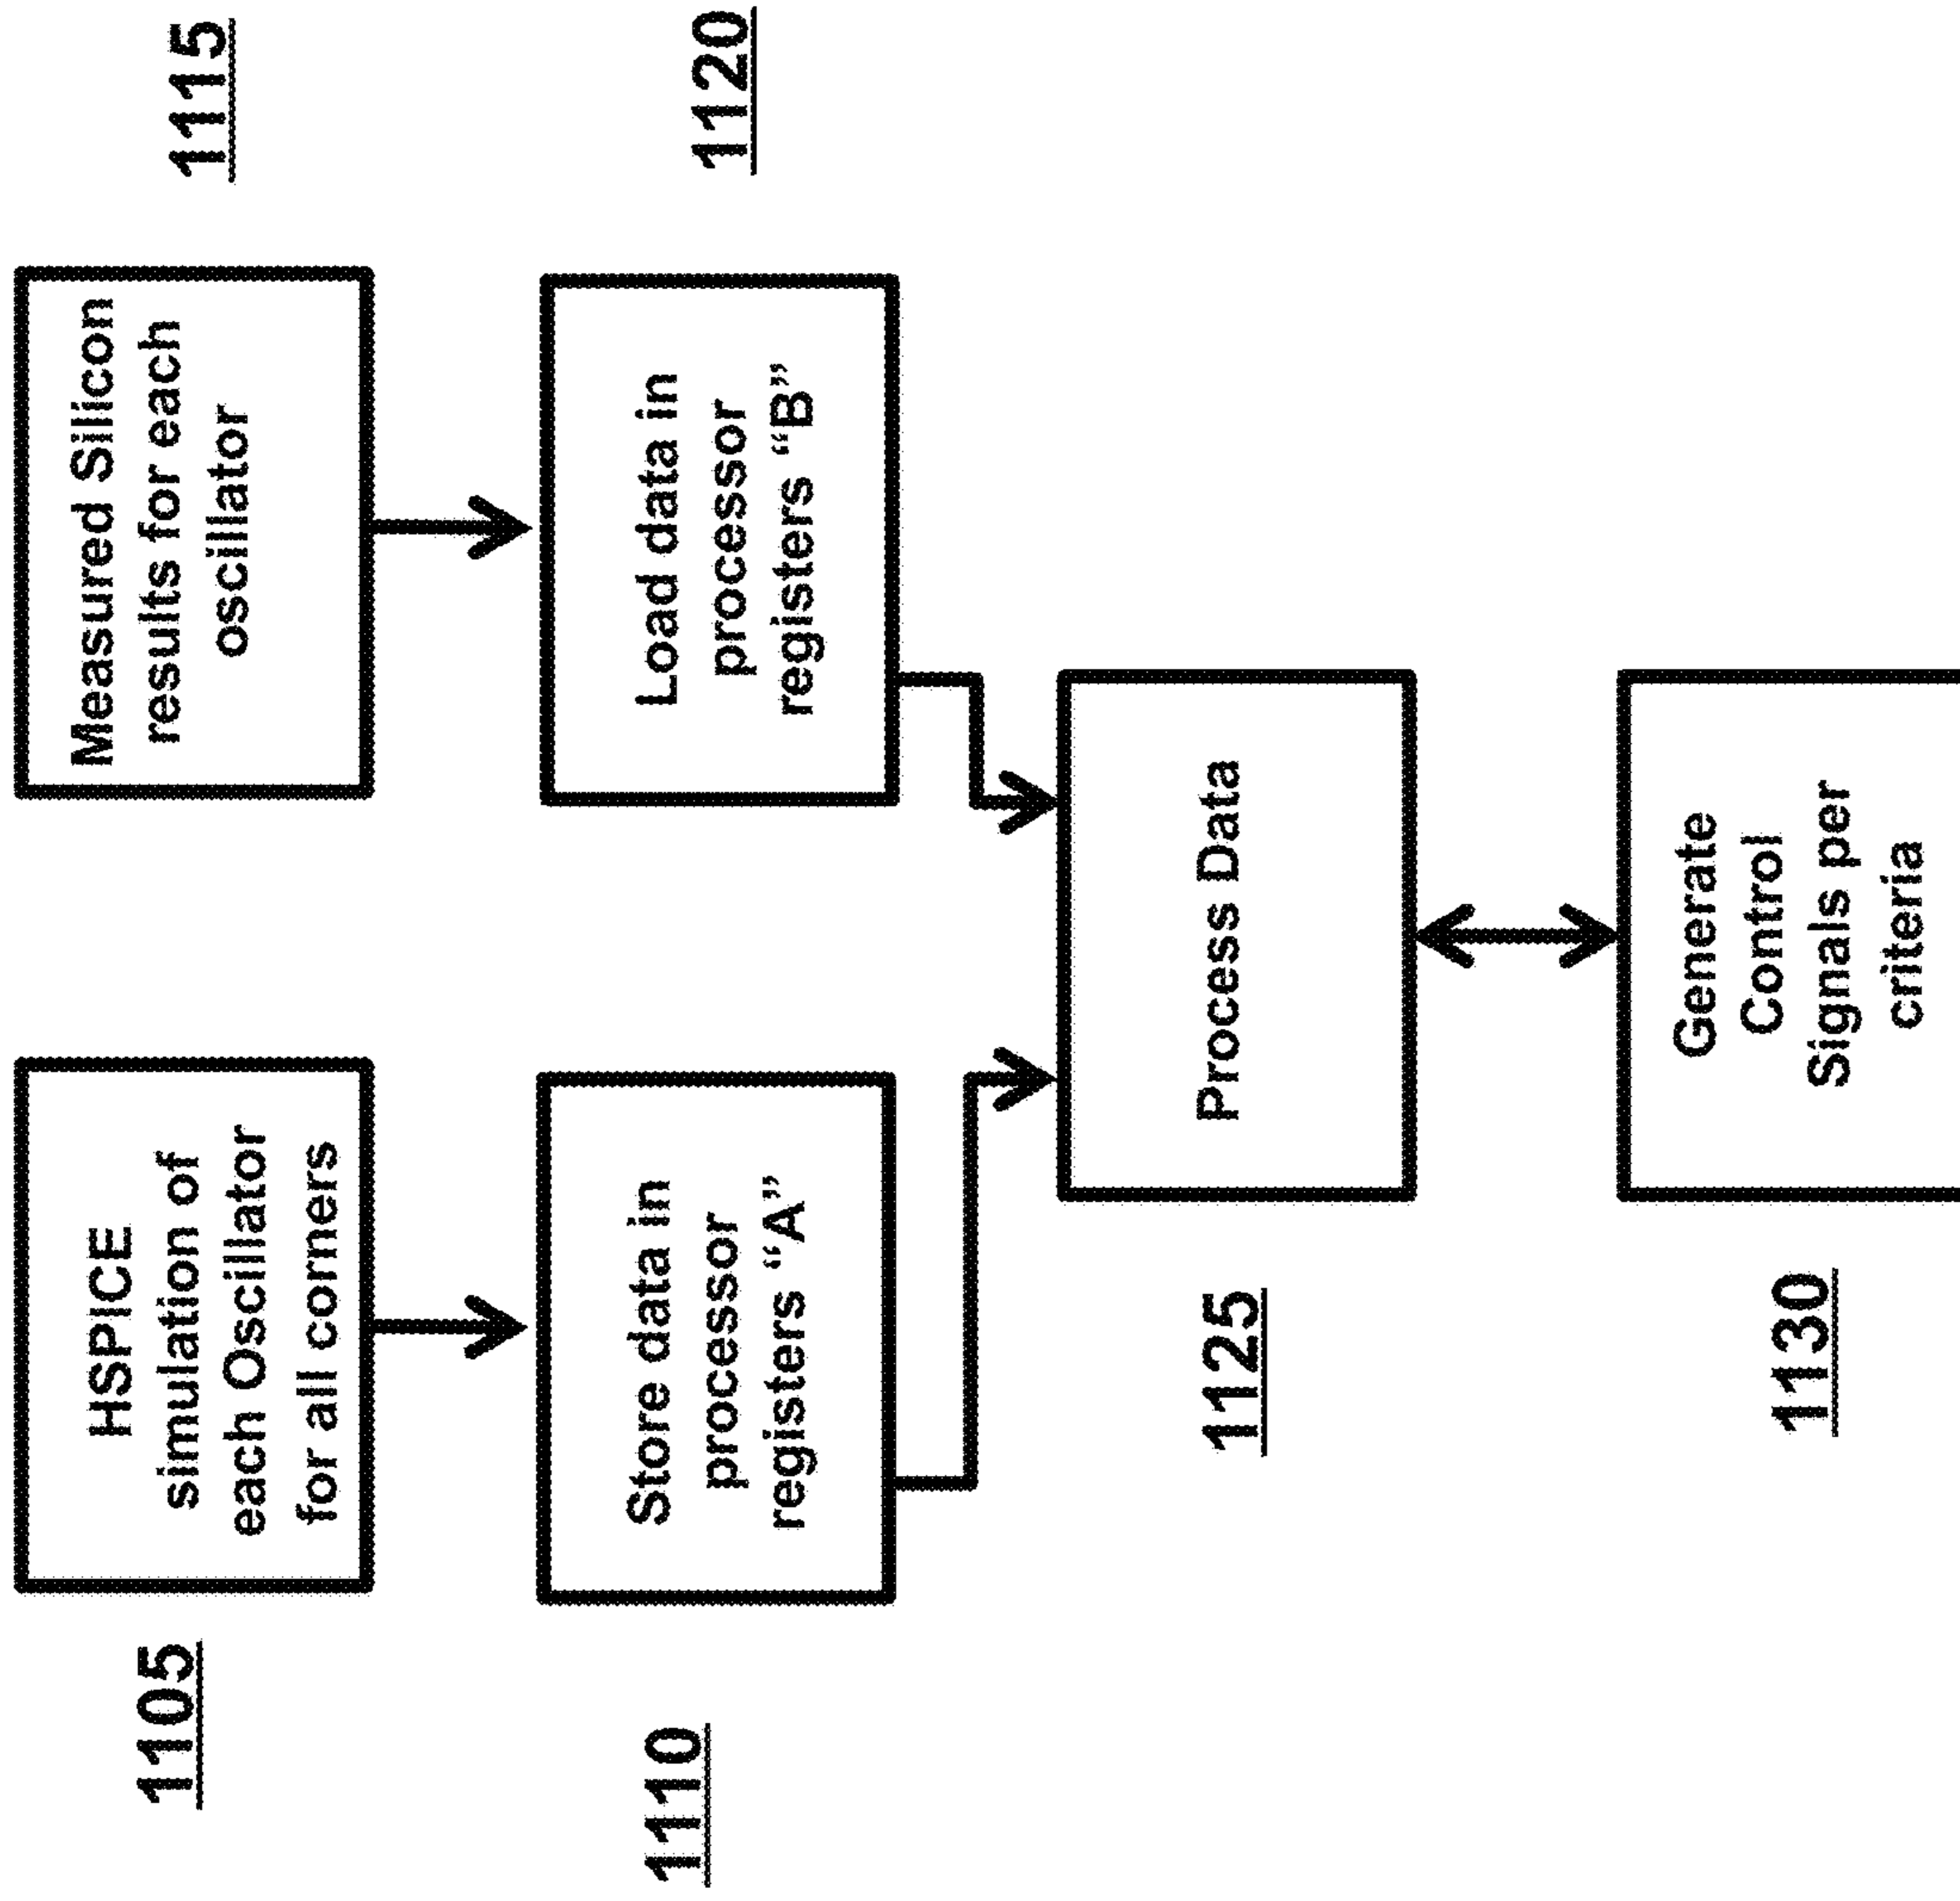 1105
HSPICE
simulation of
each Oscillator
for all corners
Measured Silicon
results for each
oscillator
1115
1110
Store data in
processor
registers “A”
Load data in
processor
registers “B”
1120
1125
Process Data
1130
Generate
Control
Signals per
criteria